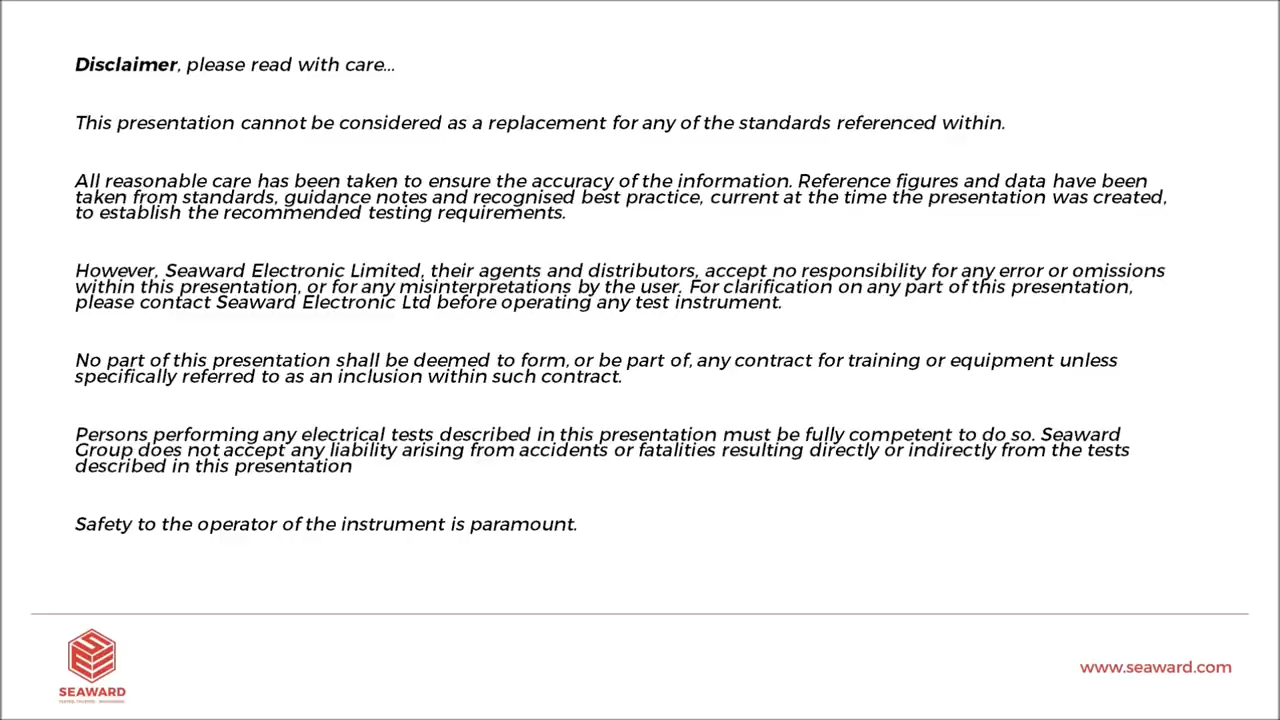 Disclaimer, please read with care...
This presentation cannot be considered as a replacement for any of the standards referenced within.
All reasonable care has been taken to ensure the accuracy of the information. Reference figures and data have been
taken from standards, guidance notes and recognised best practice, current at the time the presentation was created,
to establish the recommended testing requirements.
However, Seaward Electronic Limited, their agents and distributors, accept no responsibility for any error or omissions
within this presentation, or for any misinterpretations by the user. For clarification on any part of this presentation,
please contact Seaward Electronic Ltd before operating any test instrument.
No part of this presentation shall be deemed to form, or be part of, any contract for training or equipment unless
specifically referred to as an inclusion within such contract.
Persons performing any electrical tests described in this presentation must be fully competent to do so. Seaward
Group does not accept any liability arising from accidents or fatalities resulting directly or indirectly from the tests
described in this presentation
Safety to the operator of the instrument is paramount.
SEAWARD
www.seaward.com